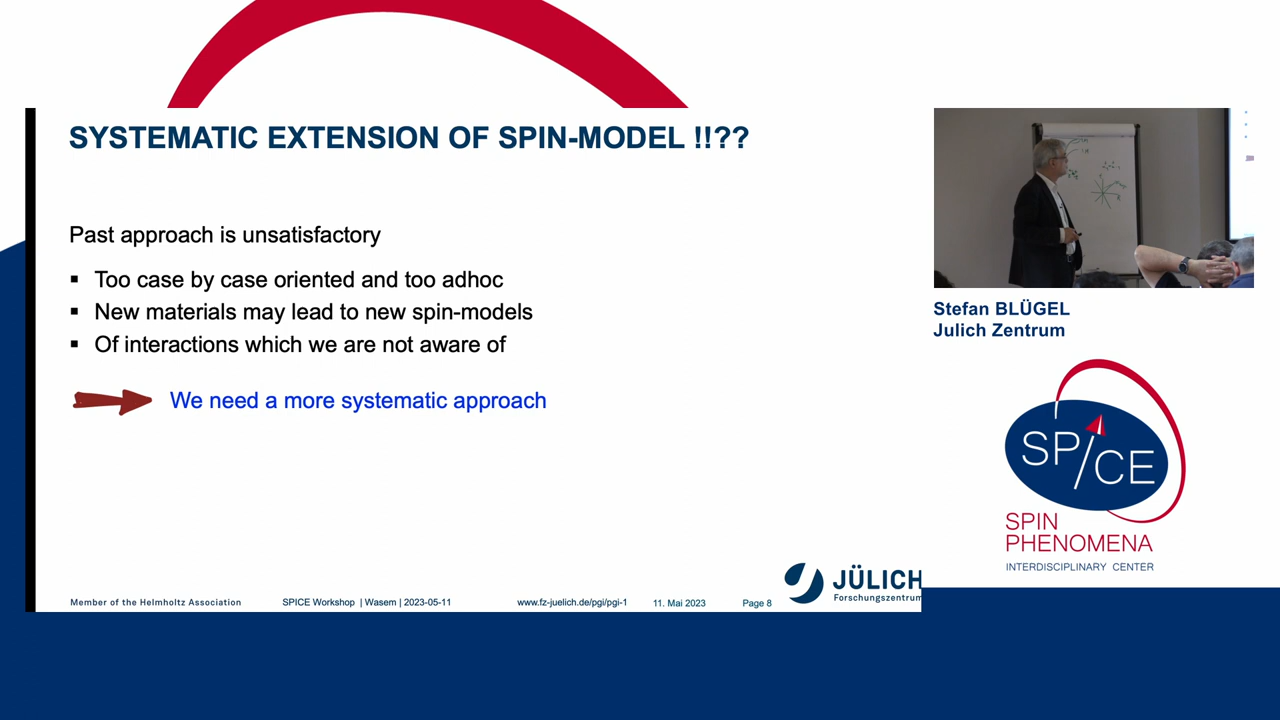 SYSTEMATIC EXTENSION OF SPIN-MODEL !!??
Past approach is unsatisfactory
▪ Too case by case oriented and too adhoc
▪ New materials may lead to new spin-models
▪ Of interactions which we are not aware of
We need a more systematic approach
Member of the Helmholtz Association
SPICE Workshop | Wasem | 2023-05-11
www.fz-juelich.de/pgi/pgi-1
11. Mai 2023
Page 8
JÜLICH
Forschungszentrum
Stefan BLÜGEL
Julich Zentrum
SPICE
SPIN
PHENOMENA
INTERDISCIPLINARY CENTER